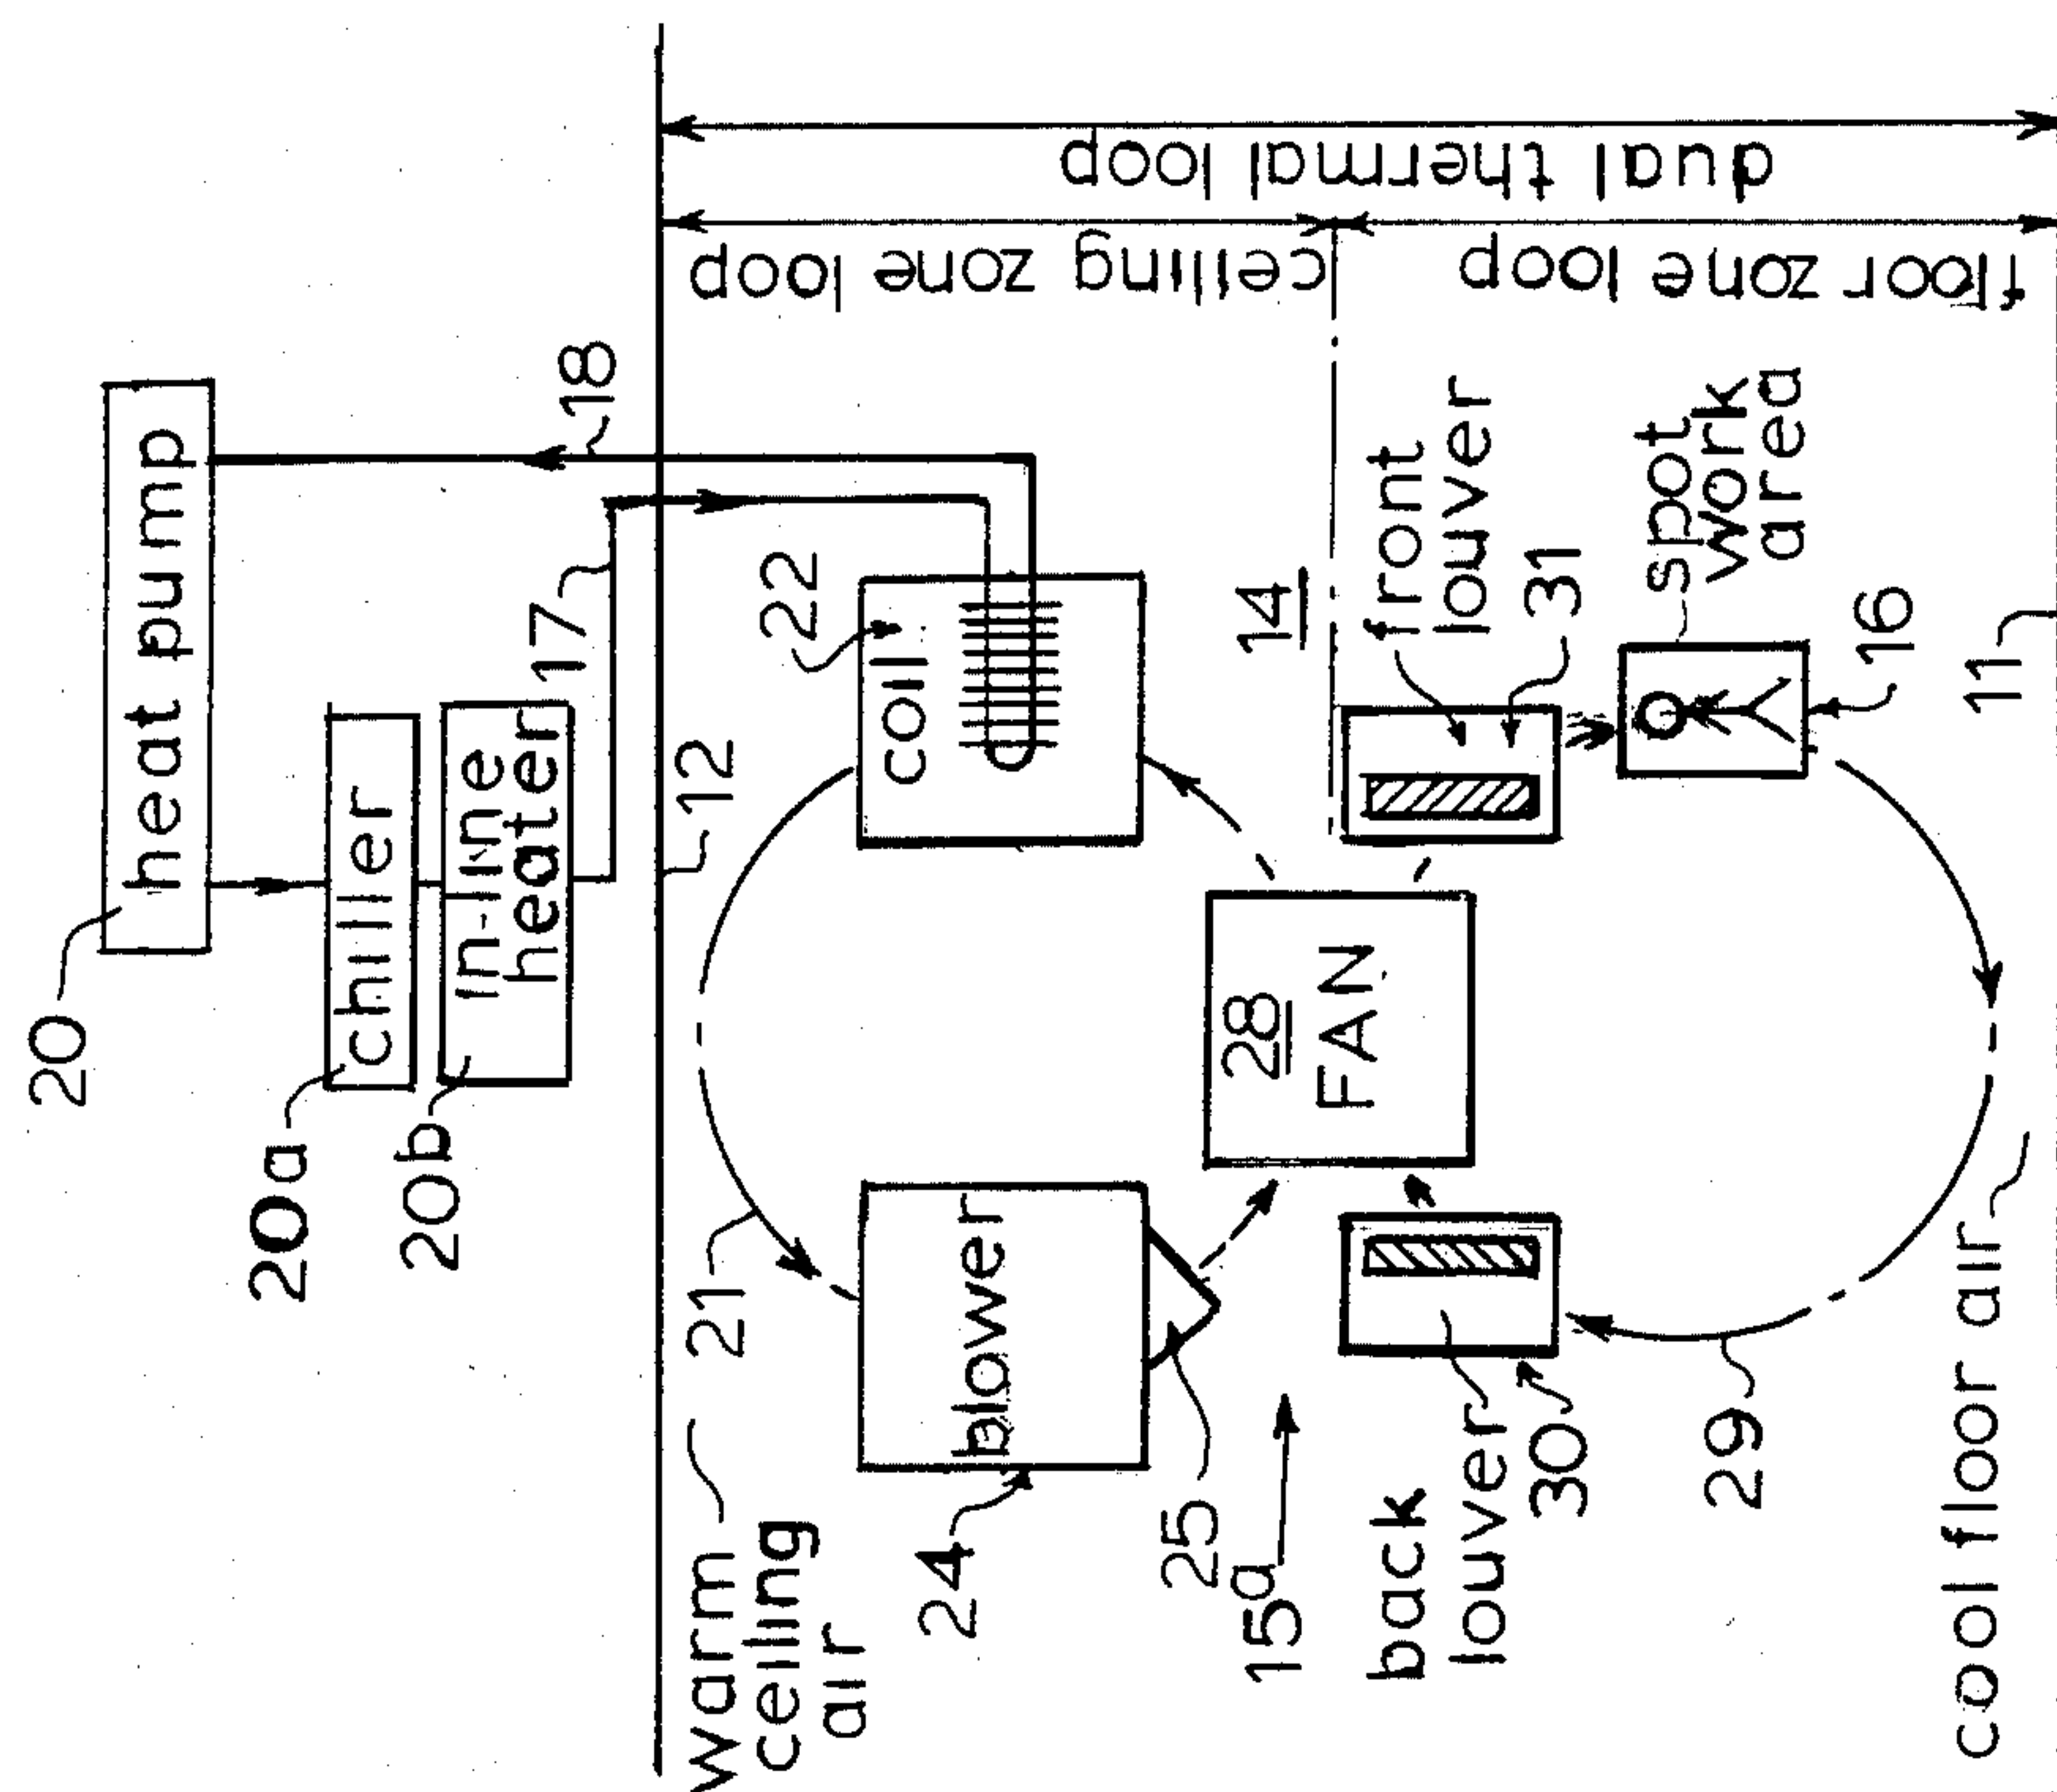 20
heat pump
20a
chiller
20b
In-line
heater
17
18
12
warm
ceiling
air
21
22
coil
24
blower
25
15a
14
28
FAN
back
louver
30
front
louver
31
spot
work
area
16
29
11
cool floor air
ceiling zone loop
floor zone loop
dual thermal loop